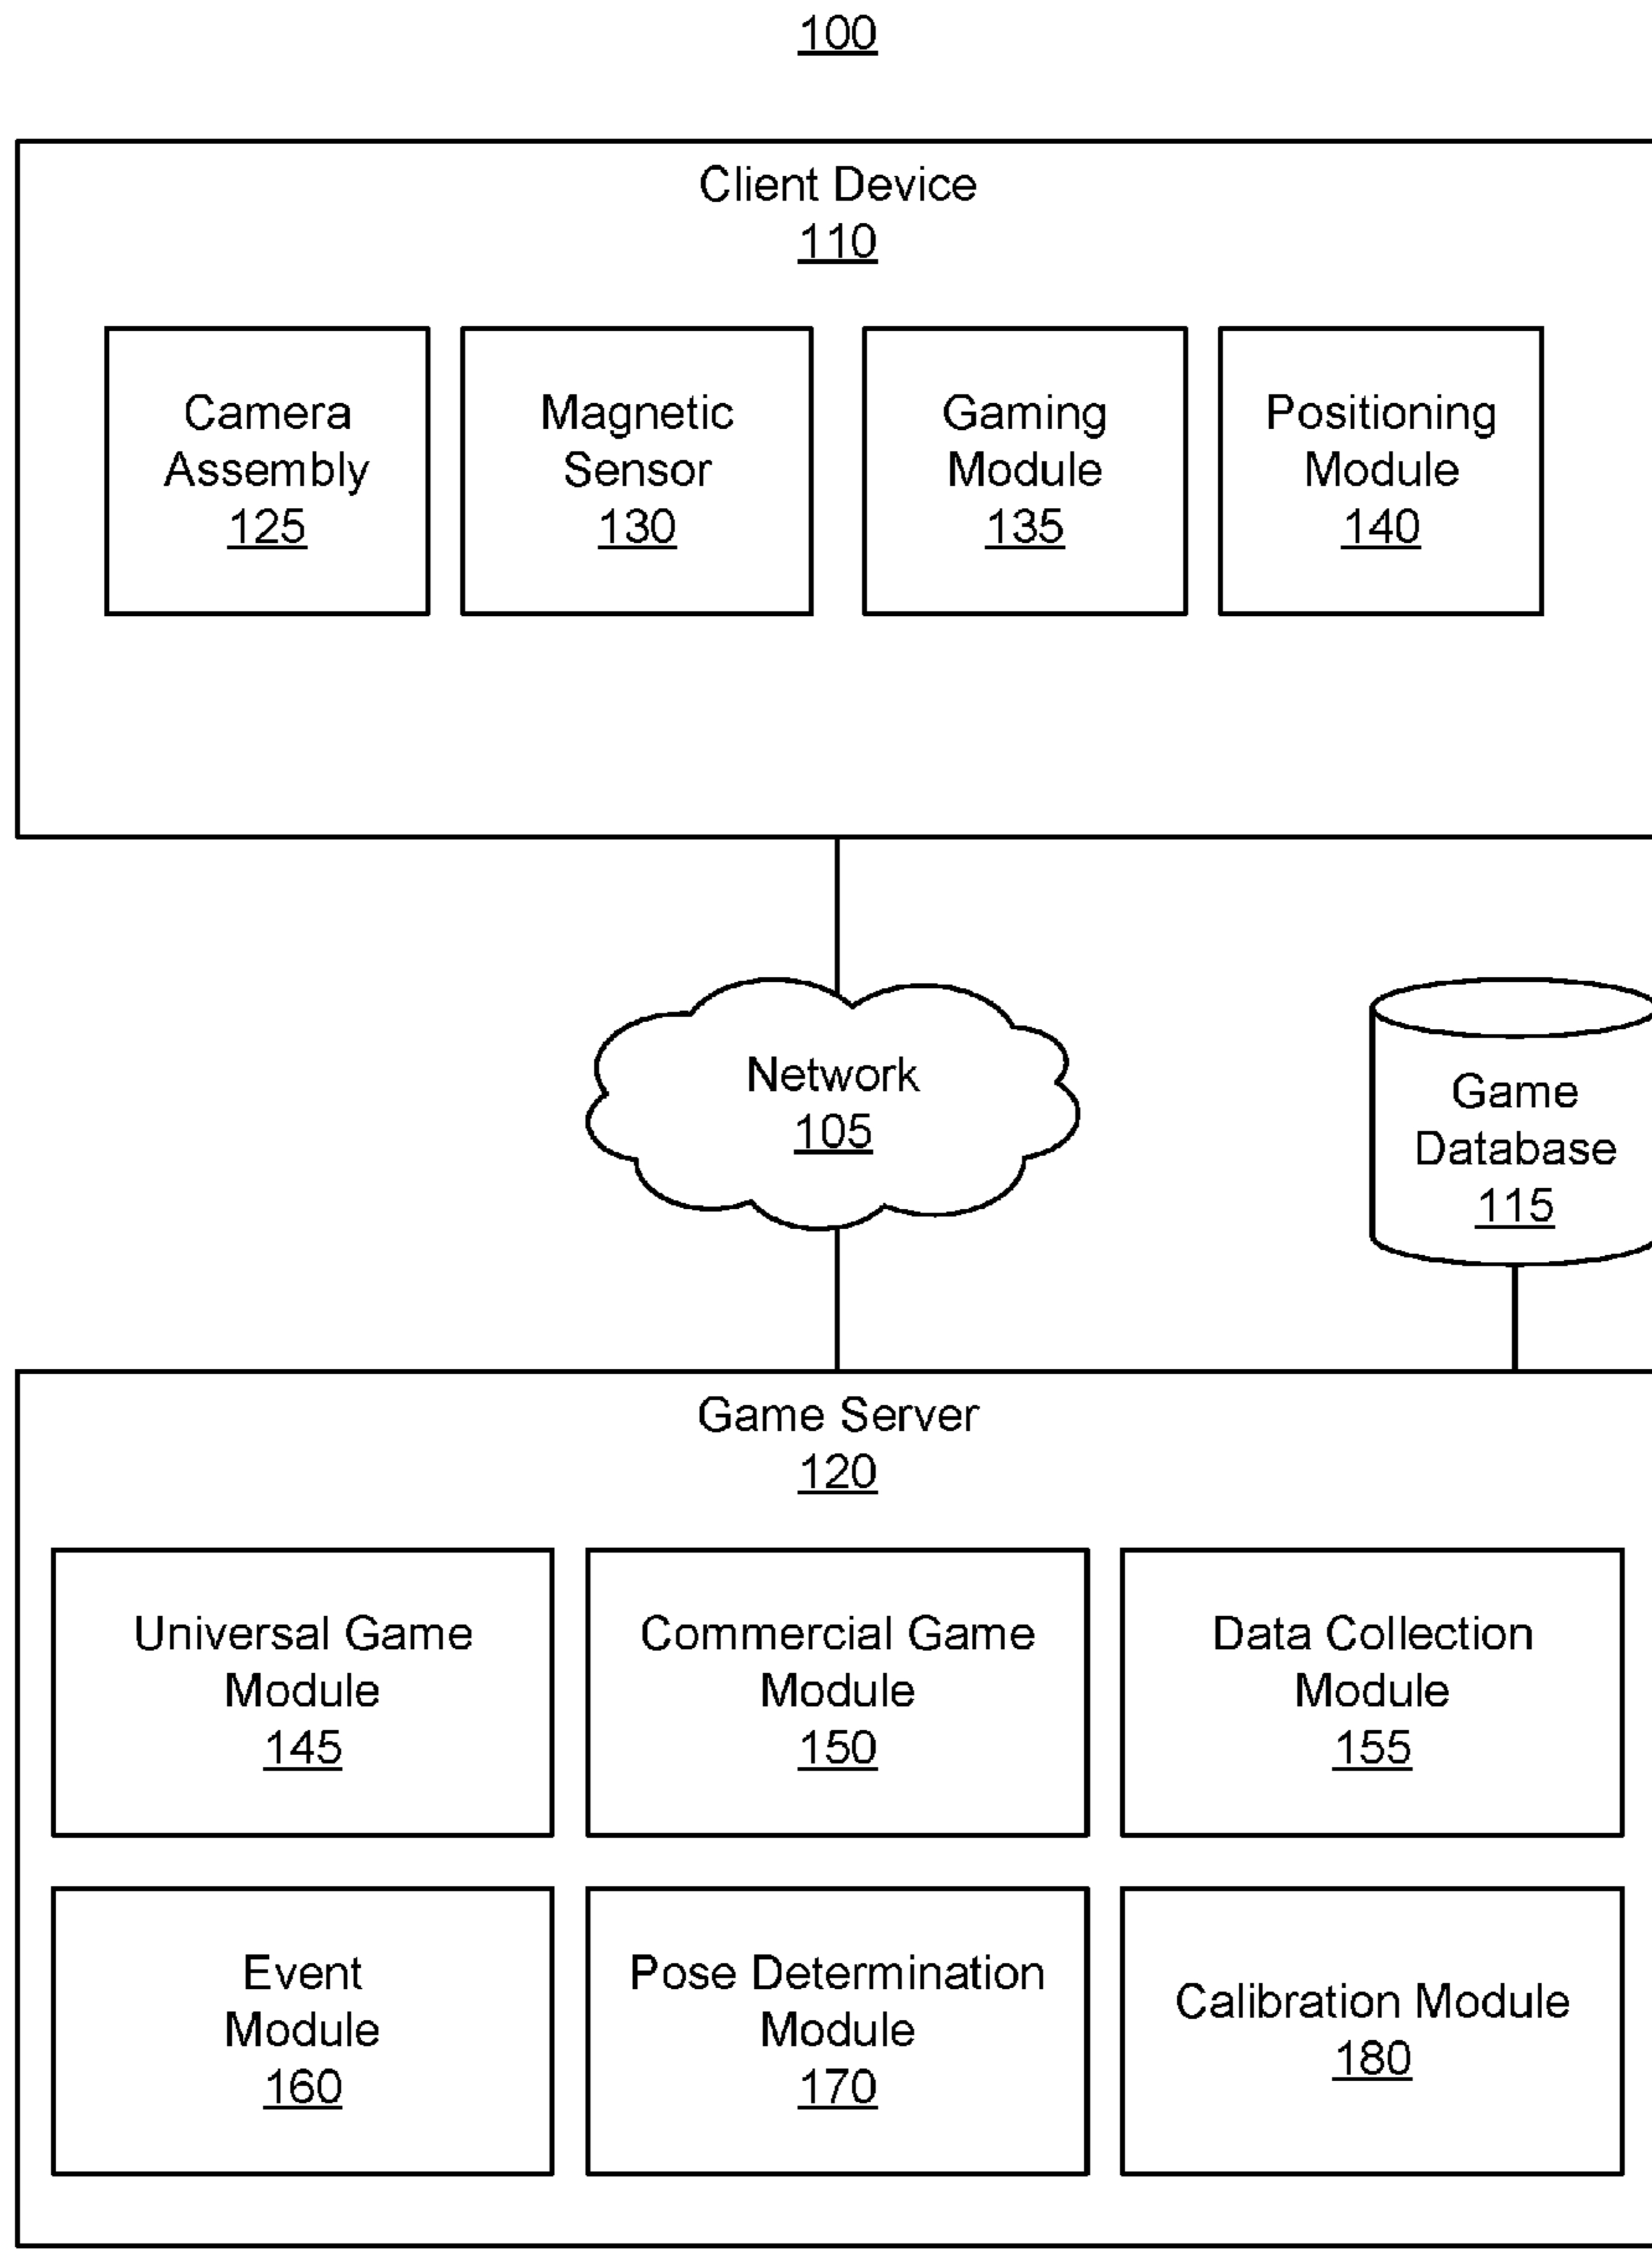 100
Client Device
110
Camera
Assembly
125
Magnetic
Sensor
130
Gaming
Module
135
Positioning
Module
140
Network
105
Game
Database
115
Game Server
120
Universal Game
Module
145
Commercial Game
Module
150
Data Collection
Module
155
Event
Module
160
Pose Determination
Module
170
Calibration Module
180